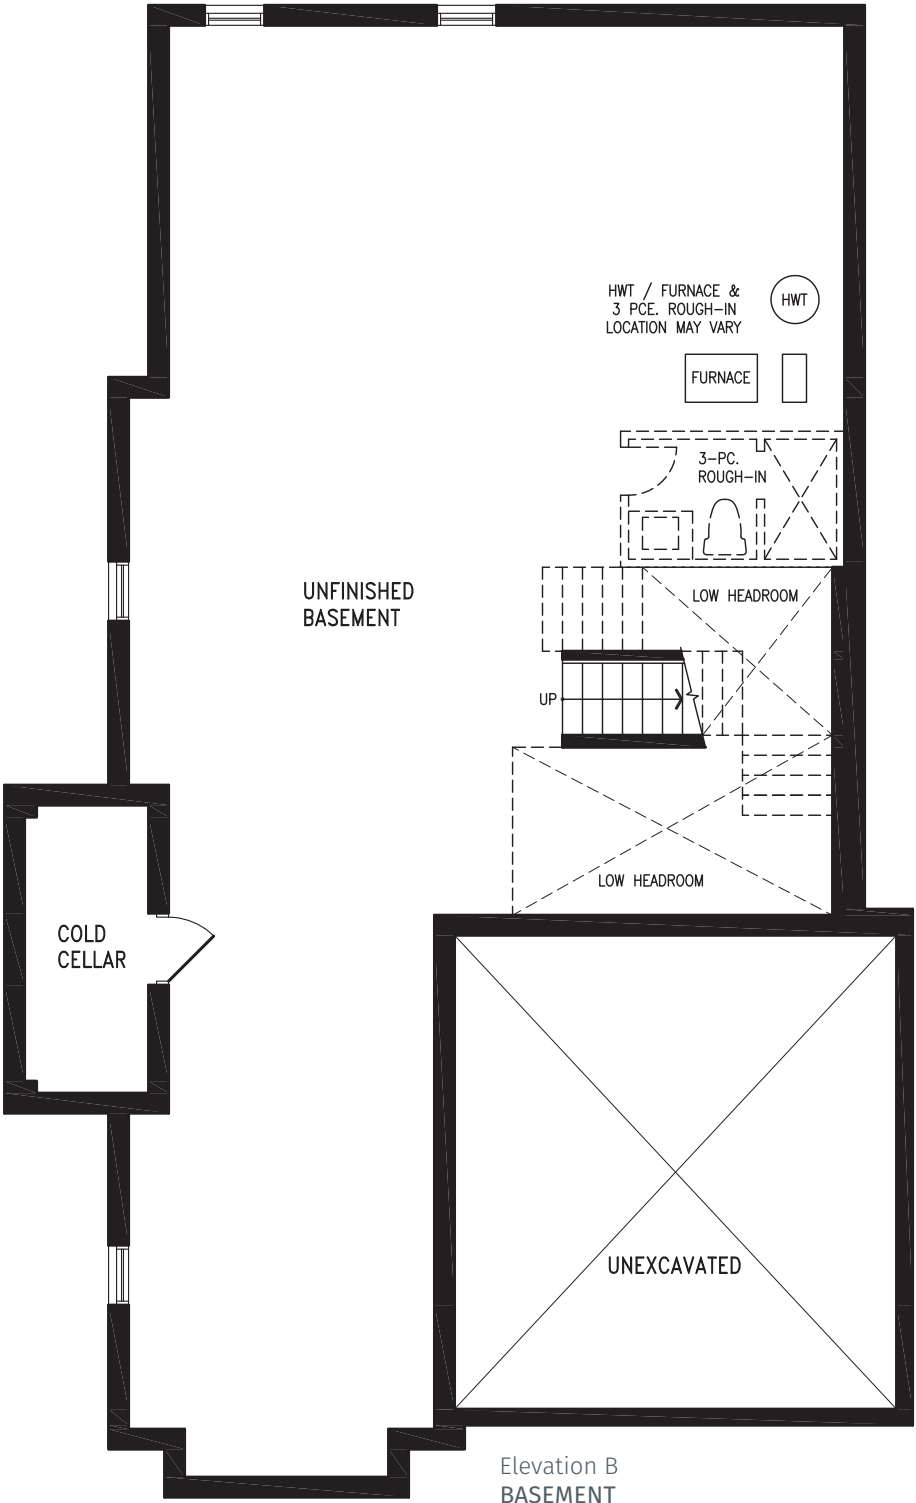 HWT / FURNACE &
3 PCE. ROUGH-IN
LOCATION MAY VARY
HWT
FURNACE
3-PC.
ROUGH-IN
UNFINISHED
BASEMENT
LOW HEADROOM
UP
LOW HEADROOM
COLD
CELLAR
UNEXCAVATED
Elevation B
BASEMENT